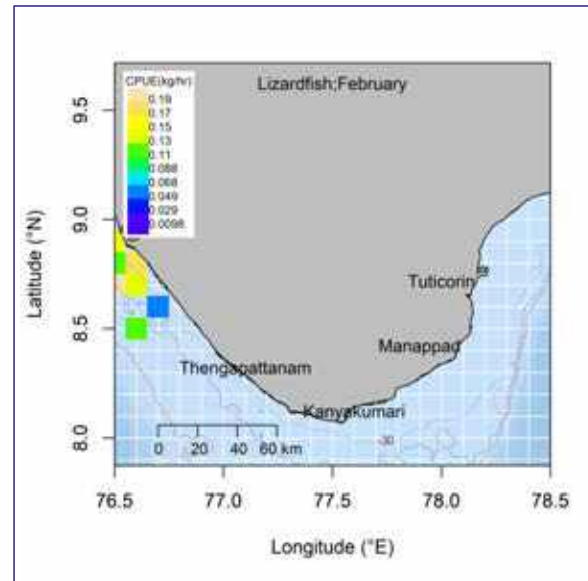 Lizardfish;February
CPUE(kg/hr)
0.19
0.17
0.15
0.13
0.11
0.088
0.068
0.049
0.029
0.0098
9.5
9.0
8.5
8.0
Latitude (°N)
Tuticorin
Manappad
Thengapattanam
Kanyakumari
-30
0 20 40 60 km
76.5 77.0 77.5 78.0 78.5
Longitude (°E)